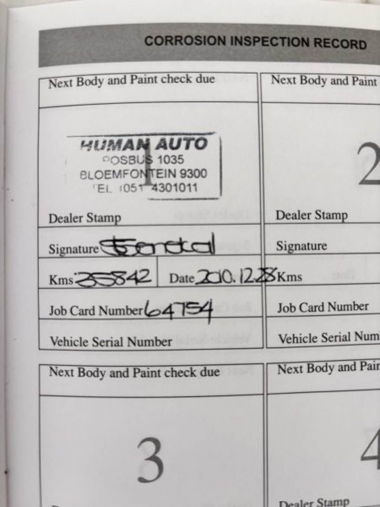 CORROSION INSPECTION RECORD
Next Body and Paint check due
Next Body and Paint
1
HUMAN AUTO
POSBUS 1035
BLOEMFONTEIN 9300
TEL (051 4301011
2
Dealer Stamp
Dealer Stamp
Signature
Signature
Kms 35842 Date 2010.12.28
Kms
Job Card Number 64754
Job Card Number
Vehicle Serial Number
Vehicle Serial Num
Next Body and Paint check due
Next Body and Pain
3
4
Dealer Stamp